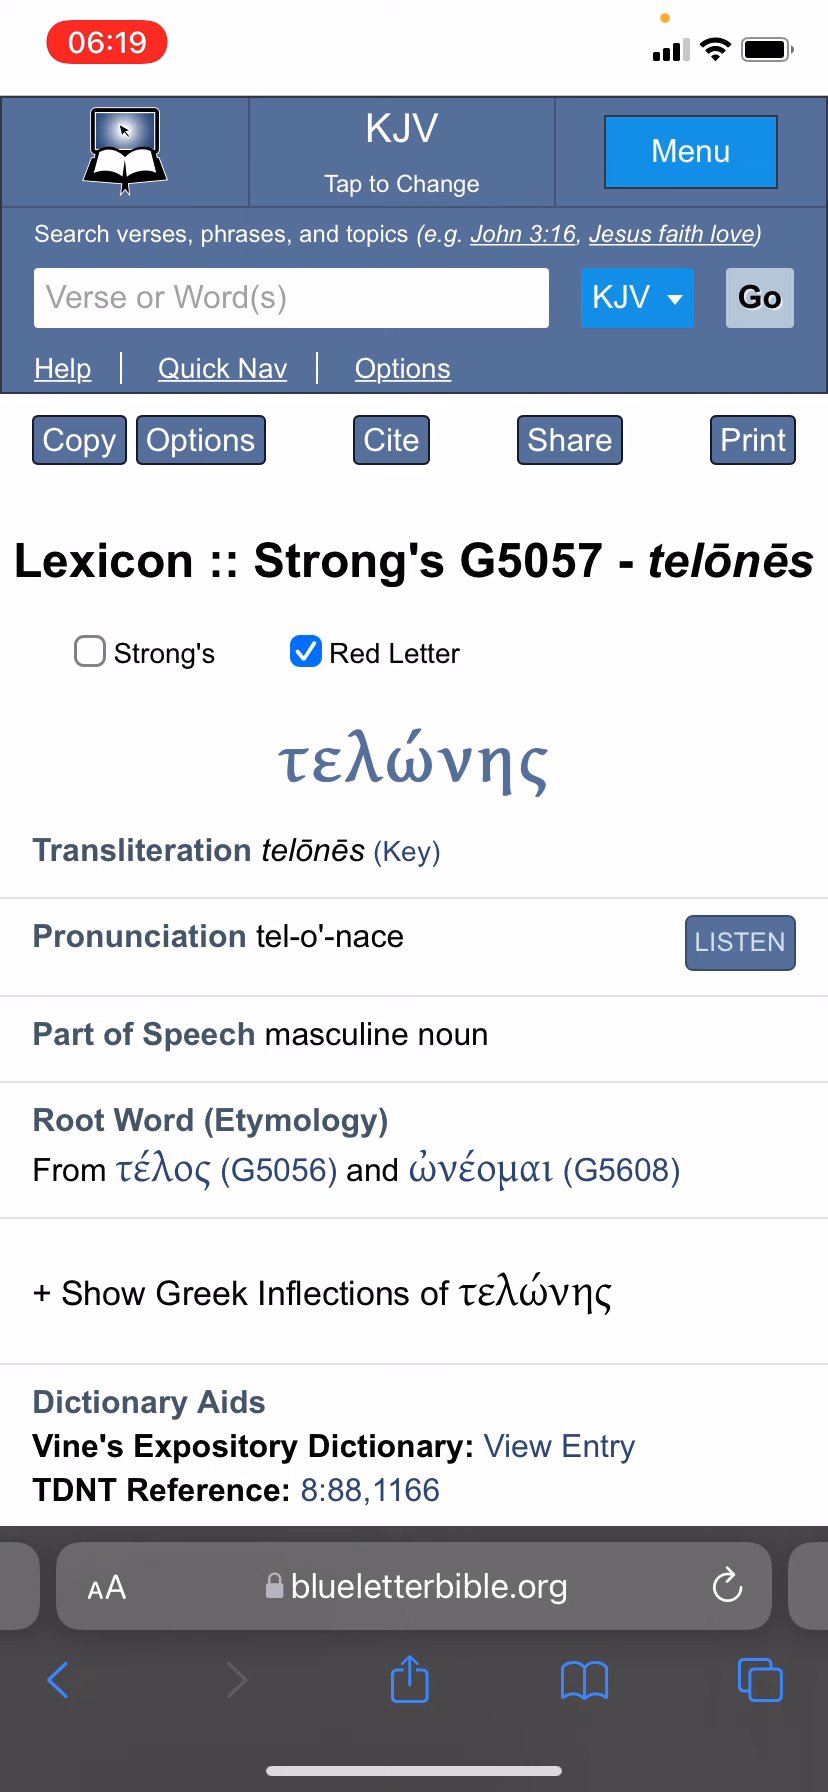 06:19
KJV
Tap to Change
Menu
Search verses, phrases, and topics (e.g. John 3:16, Jesus faith love)
Verse or Word(s)
KJV
Go
Help
Quick Nav
Options
Copy
Options
Cite
Share
Print
Lexicon :: Strong's G5057 - telōnēs
Strong's
Red Letter
τελώνης
Transliteration telōnēs (Key)
Pronunciation tel-o'-nace
LISTEN
Part of Speech masculine noun
Root Word (Etymology)
From τέλος (G5056) and ὠνέομαι (G5608)
+ Show Greek Inflections of τελώνης
Dictionary Aids
Vine's Expository Dictionary: View Entry
TDNT Reference: 8:88,1166
AA
blueletterbible.org